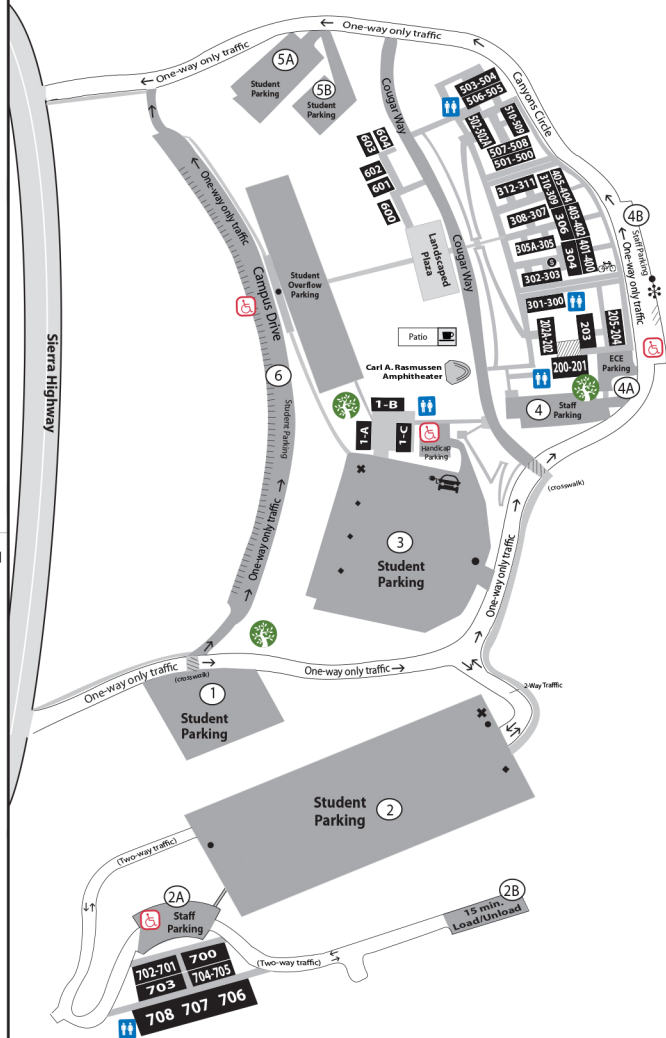 One-way only traffic
One-way only traffic
5A
Student
Parking
5B
Student
Parking
Cougar Way
Canyons Circle
503-504
506-505
502-502A
510-509
507-508
501-500
604
603
602
601
600
312-311
310-309
405-404
403-402
308-307
306
305A-305
304
401-400
302-303
S
301-300
4B
Staff Parking
One-way only traffic
One-way only traffic
Campus Drive
Student
Overflow
Parking
Landscaped
Plaza
Cougar Way
202A-202
203
205-204
200-201
ECE
Parking
4A
4
Staff
Parking
Patio
Carl A. Rasmussen
Amphitheater
Sierra Highway
6
Student Parking
1-B
1-A
1-C
Handicap
Parking
(crosswalk)
3
Student
Parking
One-way only traffic
One-way only traffic
One-way only traffic
(crosswalk)
One-way only traffic
1
Student
Parking
2-Way Traffic
Student
Parking
2
(Two-way traffic)
2A
Staff
Parking
2B
15 min.
Load/Unload
(Two-way traffic)
702-701
700
703
704-705
708 707 706